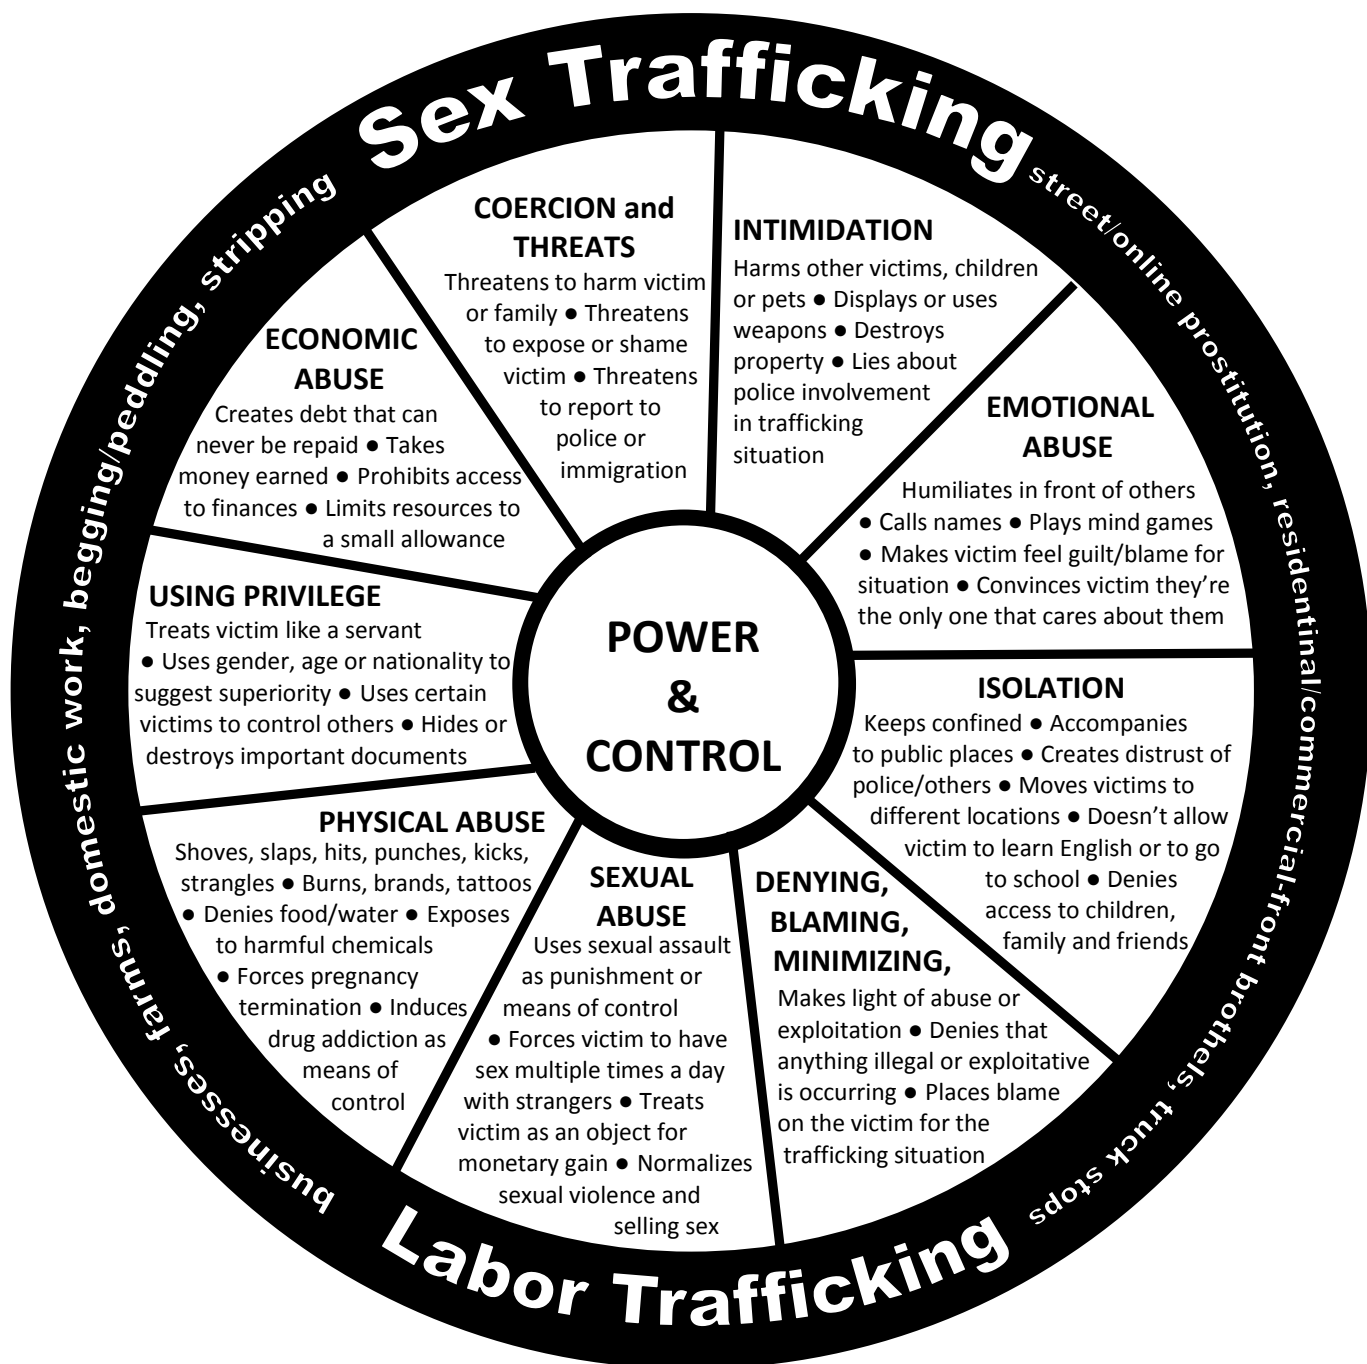 Sex Trafficking
street/online prostitution, residentinal/commercial-front brothels, truck stops
Labor Trafficking
businesses, farms, domestic work, begging/peddling, stripping
POWER
&
CONTROL
COERCION and
THREATS
Threatens to harm victim
or family ● Threatens
to expose or shame
victim ● Threatens
to report to
police or
immigration
INTIMIDATION
Harms other victims, children
or pets ● Displays or uses
weapons ● Destroys
property ● Lies about
police involvement
in trafficking
situation
EMOTIONAL
ABUSE
Humiliates in front of others
● Calls names ● Plays mind games
● Makes victim feel guilt/blame for
situation ● Convinces victim they’re
the only one that cares about them
ISOLATION
Keeps confined ● Accompanies
to public places ● Creates distrust of
police/others ● Moves victims to
different locations ● Doesn’t allow
victim to learn English or to go
to school ● Denies
access to children,
family and friends
DENYING,
BLAMING,
MINIMIZING,
Makes light of abuse or
exploitation ● Denies that
anything illegal or exploitative
is occurring ● Places blame
on the victim for the
trafficking situation
SEXUAL
ABUSE
Uses sexual assault
as punishment or
means of control
● Forces victim to have
sex multiple times a day
with strangers ● Treats
victim as an object for
monetary gain ● Normalizes
sexual violence and
selling sex
PHYSICAL ABUSE
Shoves, slaps, hits, punches, kicks,
strangles ● Burns, brands, tattoos
● Denies food/water ● Exposes
to harmful chemicals
● Forces pregnancy
termination ● Induces
drug addiction as
means of
control
USING PRIVILEGE
Treats victim like a servant
● Uses gender, age or nationality to
suggest superiority ● Uses certain
victims to control others ● Hides or
destroys important documents
ECONOMIC
ABUSE
Creates debt that can
never be repaid ● Takes
money earned ● Prohibits access
to finances ● Limits resources to
a small allowance